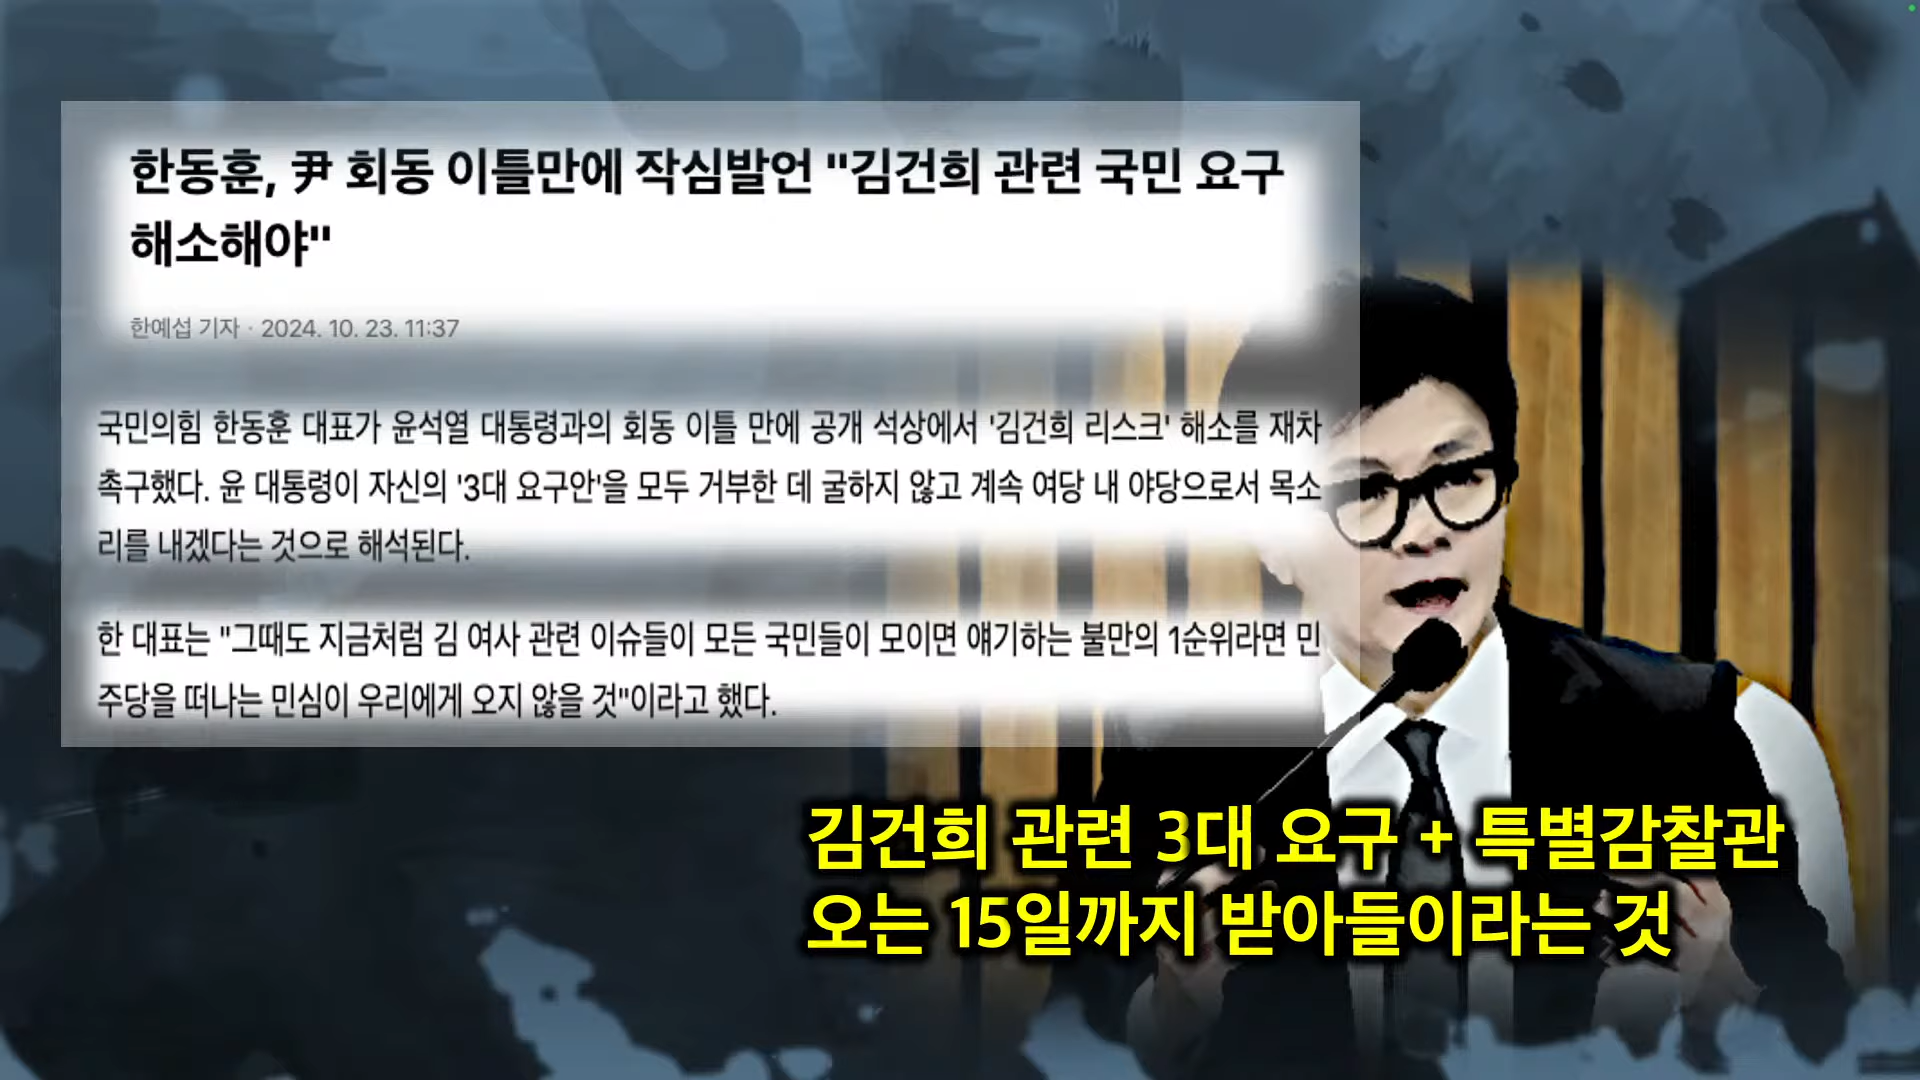 한동훈, 尹 회동 이틀만에 작심발언 "김건희 관련 국민 요구
해소해야"
한예섭 기자 · 2024. 10. 23. 11:37
국민의힘 한동훈 대표가 윤석열 대통령과의 회동 이틀 만에 공개 석상에서 '김건희 리스크' 해소를 재차
촉구했다. 윤 대통령이 자신의 '3대 요구안'을 모두 거부한 데 굴하지 않고 계속 여당 내 야당으로서 목소
리를 내겠다는 것으로 해석된다.
한 대표는 "그때도 지금처럼 김 여사 관련 이슈들이 모든 국민들이 모이면 얘기하는 불만의 1순위라면 민
주당을 떠나는 민심이 우리에게 오지 않을 것"이라고 했다.
김건희 관련 3대 요구 + 특별감찰관
오는 15일까지 받아들이라는 것